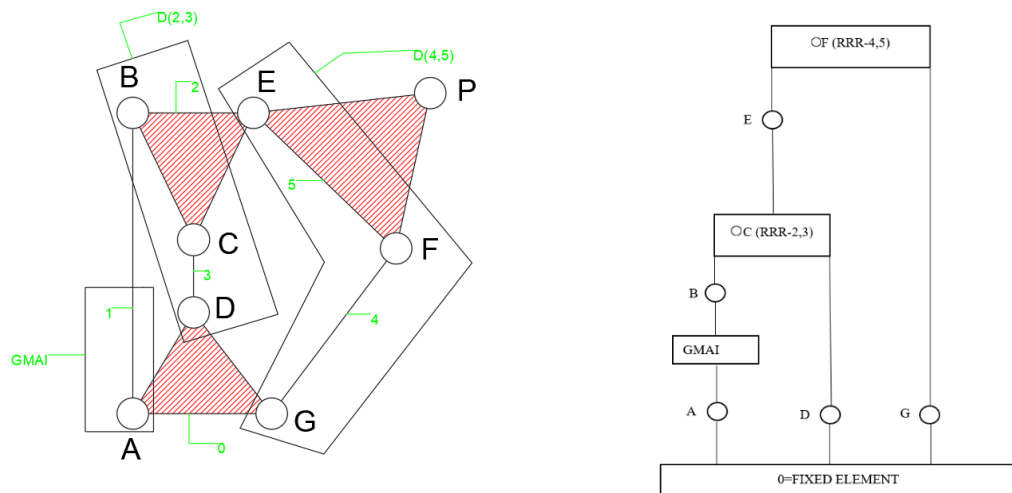 D(2,3)
B
E
2
D(4,5)
P
5
C
F
3
D
1
4
GMAI
A
G
0
OF (RRR-4,5)
E
OC (RRR-2,3)
B
GMAI
A
D
G
0=FIXED ELEMENT